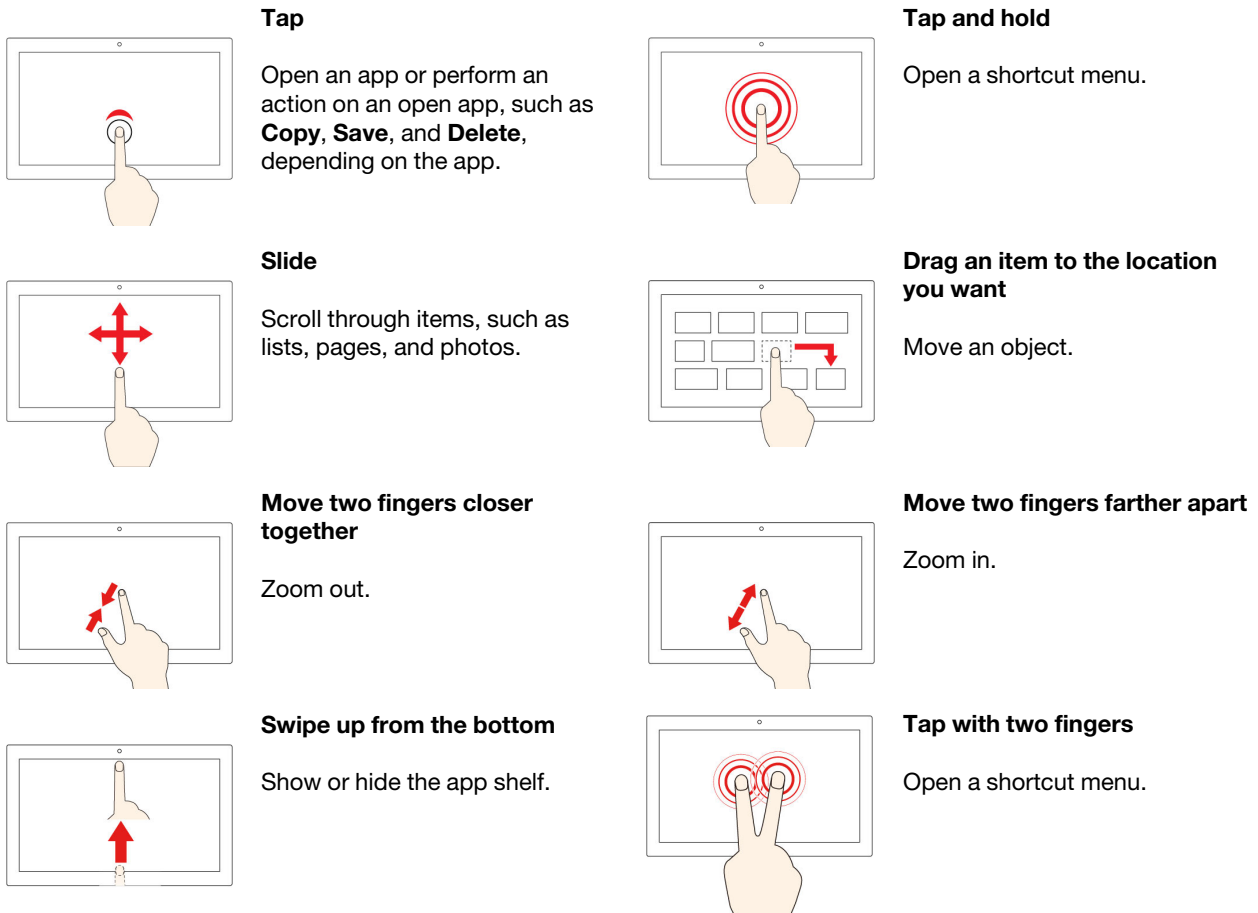 Tap
Open an app or perform an
action on an open app, such as
Copy, Save, and Delete,
depending on the app.
Tap and hold
Open a shortcut menu.
Slide
Scroll through items, such as
lists, pages, and photos.
Drag an item to the location
you want
Move an object.
Move two fingers closer
together
Zoom out.
Move two fingers farther apart
Zoom in.
Swipe up from the bottom
Show or hide the app shelf.
Tap with two fingers
Open a shortcut menu.